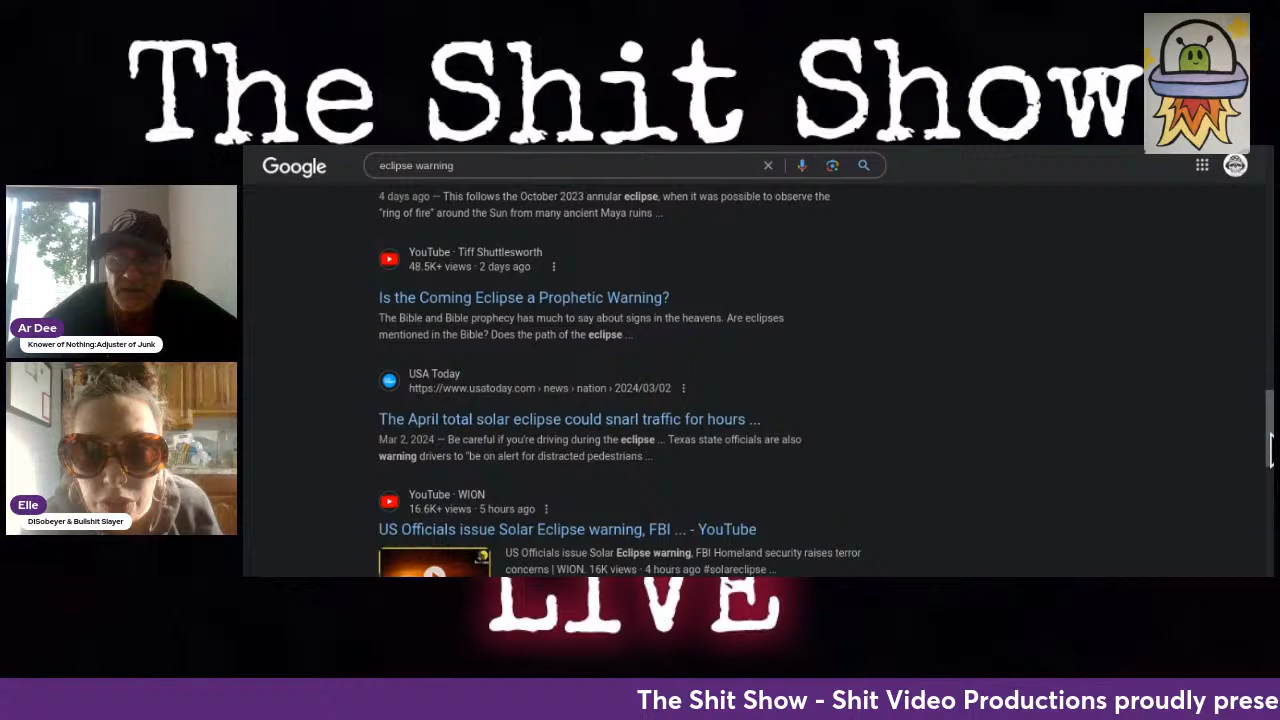 The Shit Show
Google
eclipse warning
4 days ago — This follows the October 2023 annular eclipse, when it was possible to observe the
"ring of fire" around the Sun from many ancient Maya ruins ...
YouTube · Tiff Shuttlesworth
48.5K+ views · 2 days ago
Is the Coming Eclipse a Prophetic Warning?
The Bible and Bible prophecy has much to say about signs in the heavens. Are eclipses
mentioned in the Bible? Does the path of the eclipse ...
USA Today
https://www.usatoday.com › news › nation › 2024/03/02
The April total solar eclipse could snarl traffic for hours ...
Mar 2, 2024 — Be careful if you're driving during the eclipse ... Texas state officials are also
warning drivers to "be on alert for distracted pedestrians ...
YouTube · WION
16.6K+ views · 5 hours ago
US Officials issue Solar Eclipse warning, FBI ... - YouTube
US Officials issue Solar Eclipse warning, FBI Homeland security raises terror
concerns | WION. 16K views · 4 hours ago #solareclipse ...
Ar Dee
Knower of Nothing:Adjuster of Junk
Elle
DISobeyer & Bullshit Slayer
LIVE
The Shit Show - Shit Video Productions proudly prese